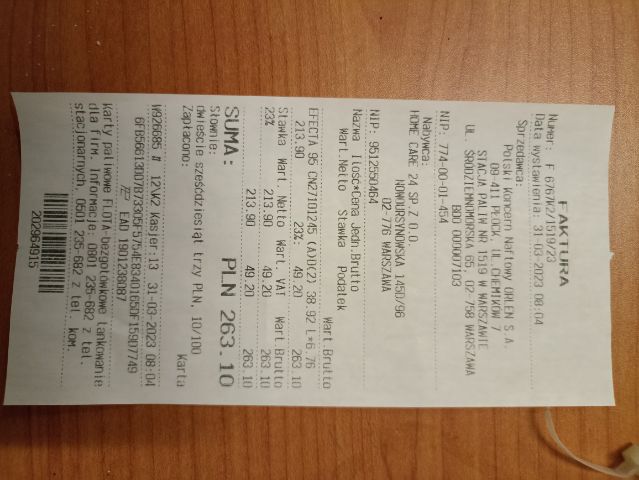 FAKTURA
Numer: F 6767K2/1519/23
Data wystawienia: 31-03-2023 08:04
Sprzedawca:
Polski Koncern Naftowy ORLEN S.A.
09-411 PŁOCK, UL.CHEMIKÓW 7
STACJA PALIW NR 1519 W WARSZAWIE
UL. ŚRÓDZIEMNOMORSKA 65, 02-758 WARSZAWA
BDO 000007103
NIP: 774-00-01-454
Nabywca:
HOME CARE 24 SP.Z O.O.
NOWOURSYNOWSKA 145D/96
02-776 WARSZAWA
NIP: 9512550464
Nazwa Ilość*Cena Jedn.Brutto
Wart.Netto Stawka Podatek
Wart.Brutto
EFECTA 95 CN27101245 (A)D(2) 38.92 L*6.76
213.90 23%: 49.20 263.10
Stawka Wart. Netto Wart. VAT Wart.Brutto
23% 213.90 49.20 263.10
213.90 49.20 263.10
SUMA: PLN 263.10
Słownie:
dwieście sześćdziesiąt trzy PLN, 10/100
Zapłacono: Karta
W926685 # 12\K2 Kasjer:13 31-03-2023 08:04
6FB56613DD7B73305F5754E8340165DF159D7749
EAD 1901238087
Karty paliwowe FLOTA-bezgotówkowe tankowanie
dla firm. Informacje: 0801 235-682 z tel.
stacjonarnych, 0501 235-682 z tel. kom.
202964915